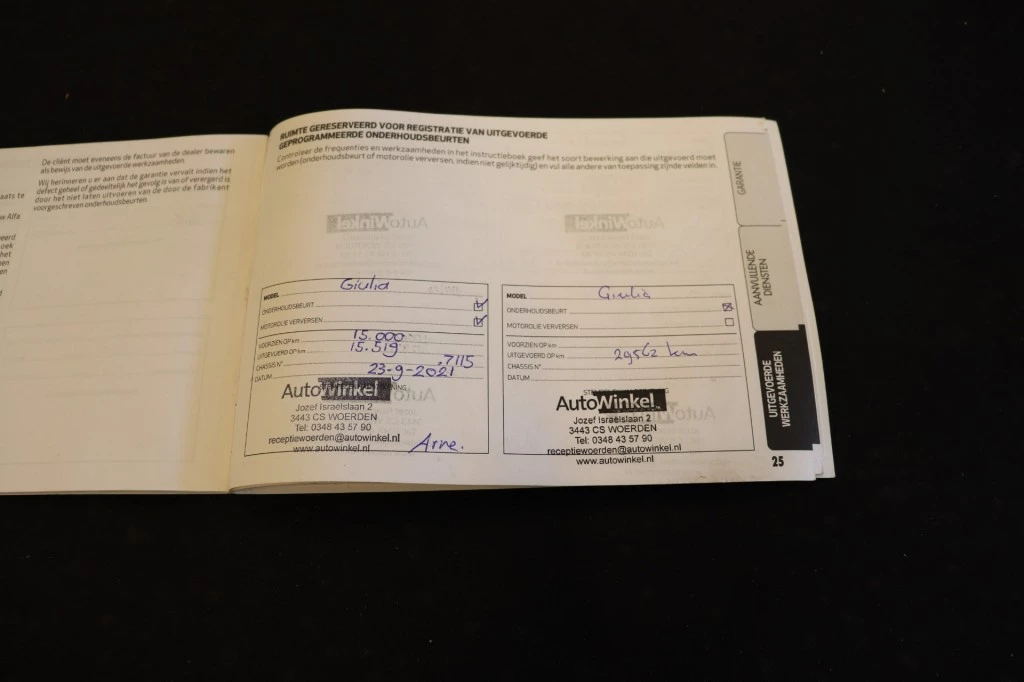 De cliënt moet eveneens de factuur van de dealer bewaren
als bewijs van de uitgevoerde werkzaamheden.
Wij herinneren u er aan dat de garantie vervalt indien het
defect geheel of gedeeltelijk het gevolg is van of verergerd is
door het niet laten uitvoeren van de door de fabrikant
voorgeschreven onderhoudsbeurten.
aats te
w Alfa
eerd
oek
het
nen
en
RUIMTE GERESERVEERD VOOR REGISTRATIE VAN UITGEVOERDE
GEPROGRAMMEERDE ONDERHOUDSBEURTEN
Controleer de frequenties en werkzaamheden in het instructieboek geef het soort bewerking aan die uitgevoerd moet
worden (onderhoudsbeurt of motorolie verversen, indien niet gelijktijdig) en vul alle andere van toepassing zijnde velden in.
MODEL Giulia
ONDERHOUDSBEURT
MOTOROLIE VERVERSEN
VOORZIEN OP km 15.000
UITGEVOERD OP km 15.519
CHASSIS N° .7115
DATUM 23-9-2021
AutoWinkel
Jozef Israëlslaan 2
3443 CS WOERDEN
Tel: 0348 43 57 90
receptiewoerden@autowinkel.nl
www.autowinkel.nl
Arne.
MODEL Giulia
ONDERHOUDSBEURT
MOTOROLIE VERVERSEN
VOORZIEN OP km
UITGEVOERD OP km 29562 km
CHASSIS N°
DATUM
AutoWinkel
Jozef Israëlslaan 2
3443 CS WOERDEN
Tel: 0348 43 57 90
receptiewoerden@autowinkel.nl
www.autowinkel.nl
GARANTIE
AANVULLENDE
DIENSTEN
UITGEVOERDE
WERKZAAMHEDEN
25